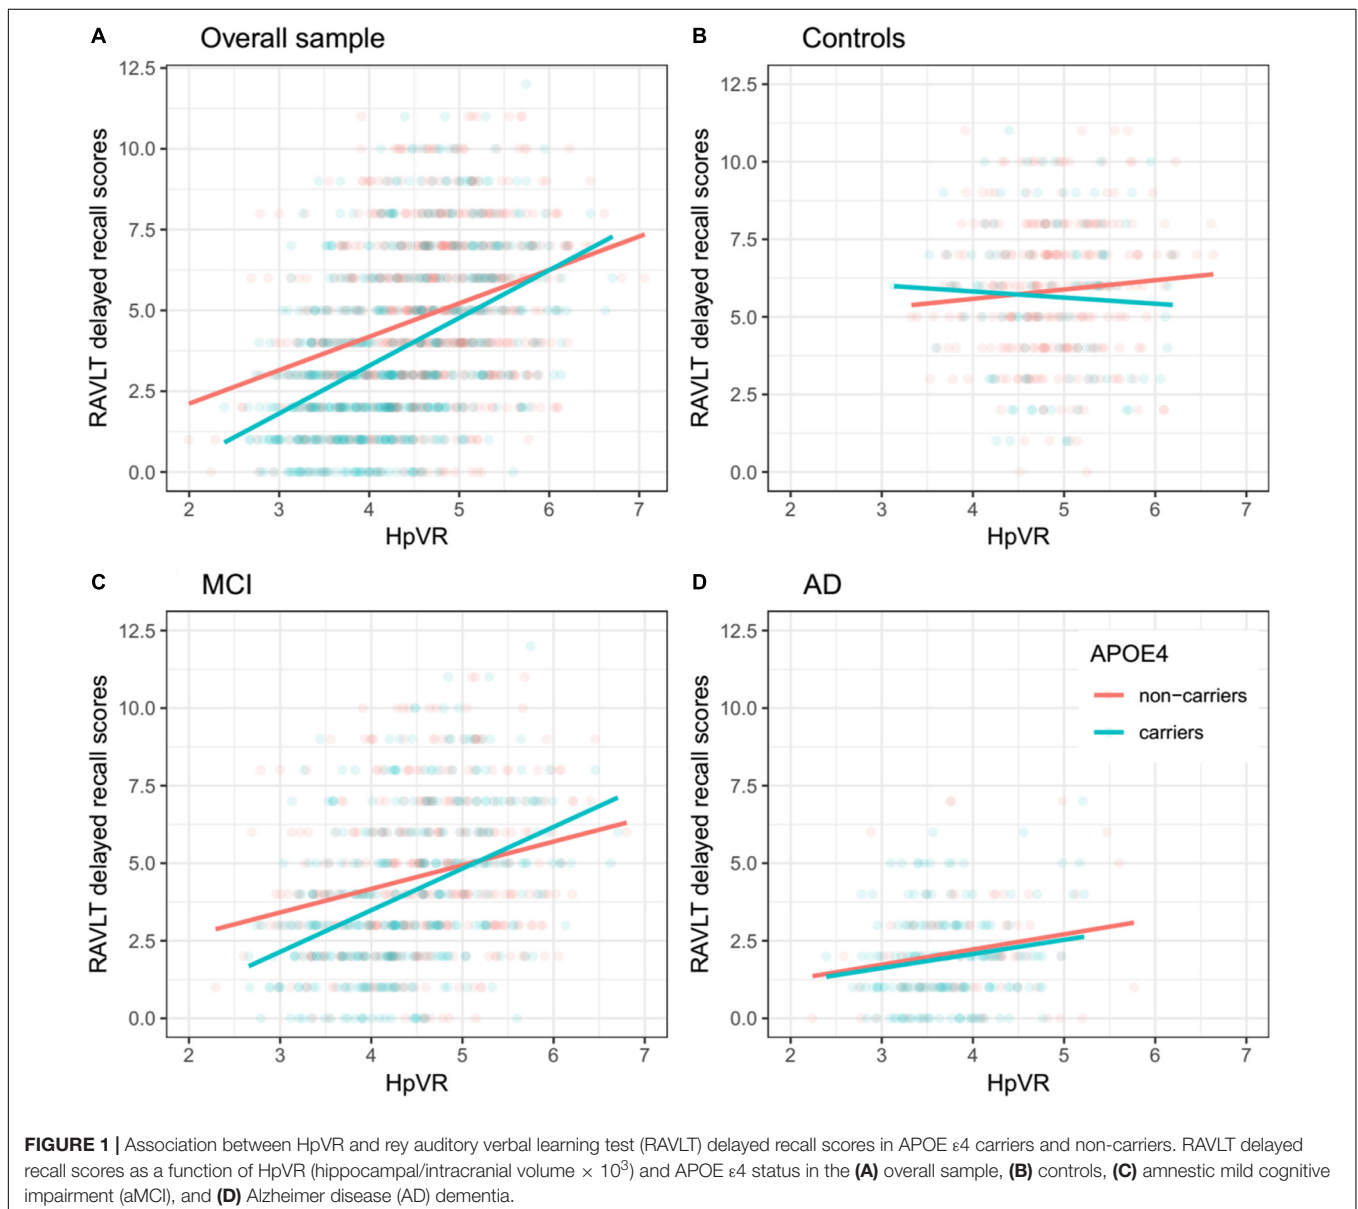 A Overall sample
12.5
10.0
7.5
5.0
2.5
0.0
RAVLT delayed recall scores
2 3 4 5 6 7
HpVR
B Controls
12.5
10.0
7.5
5.0
2.5
0.0
RAVLT delayed recall scores
2 3 4 5 6 7
HpVR
C MCI
12.5
10.0
7.5
5.0
2.5
0.0
RAVLT delayed recall scores
2 3 4 5 6 7
HpVR
D AD
12.5
10.0
7.5
5.0
2.5
0.0
RAVLT delayed recall scores
APOE4
non-carriers
carriers
2 3 4 5 6 7
HpVR
FIGURE 1 | Association between HpVR and rey auditory verbal learning test (RAVLT) delayed recall scores in APOE ε4 carriers and non-carriers. RAVLT delayed
recall scores as a function of HpVR (hippocampal/intracranial volume × 10³) and APOE ε4 status in the (A) overall sample, (B) controls, (C) amnestic mild cognitive
impairment (aMCI), and (D) Alzheimer disease (AD) dementia.